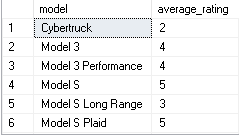 model average_rating
1 Cybertruck 2
2 Model 3 4
3 Model 3 Performance 4
4 Model S 5
5 Model S Long Range 3
6 Model S Plaid 5